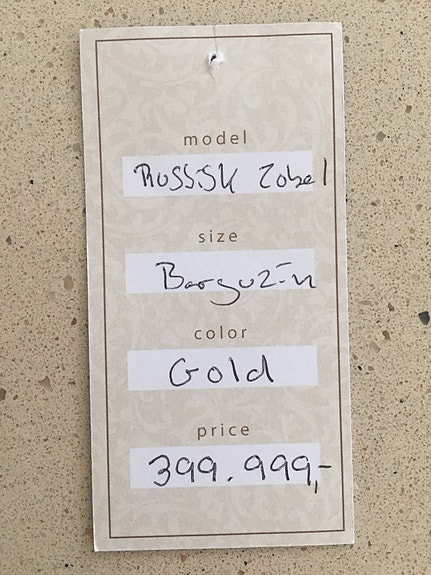 model
Russisk Zobel
size
Barguzin
color
Gold
price
399.999,-